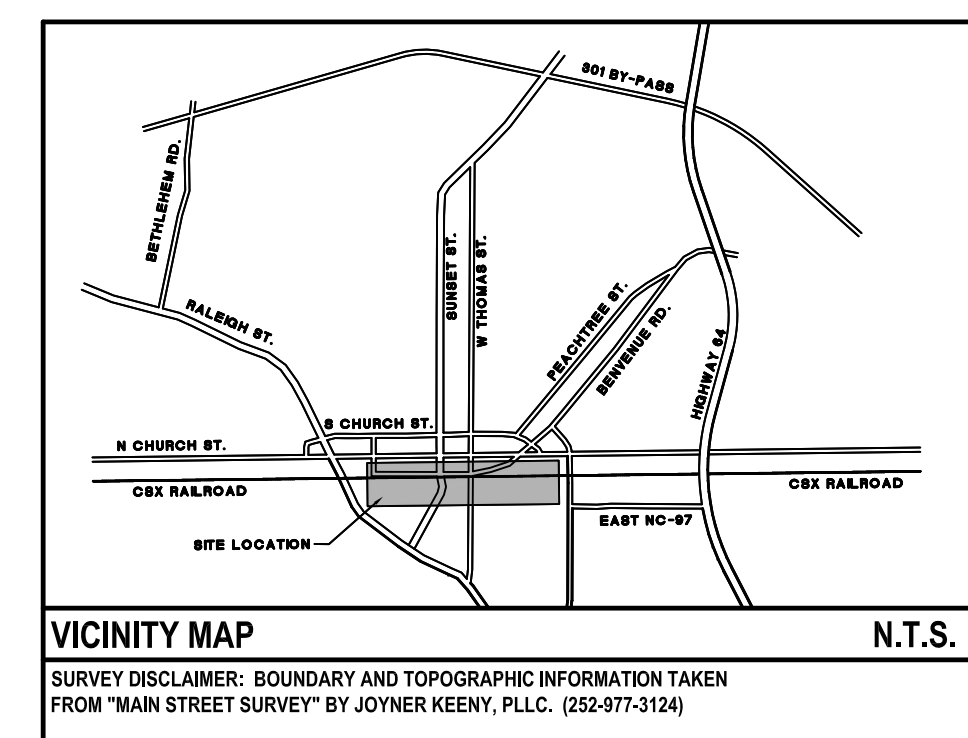 301 BY-PASS
BETHLEHEM RD.
SUNSET ST.
W THOMAS ST.
RALEIGH ST.
PEACHTREE ST.
BENVENUE RD.
HIGHWAY 64
S CHURCH ST.
N CHURCH ST.
CSX RAILROAD
CSX RAILROAD
EAST NC-97
SITE LOCATION
VICINITY MAP
N.T.S.
SURVEY DISCLAIMER: BOUNDARY AND TOPOGRAPHIC INFORMATION TAKEN
FROM "MAIN STREET SURVEY" BY JOYNER KEENY, PLLC. (252-977-3124)